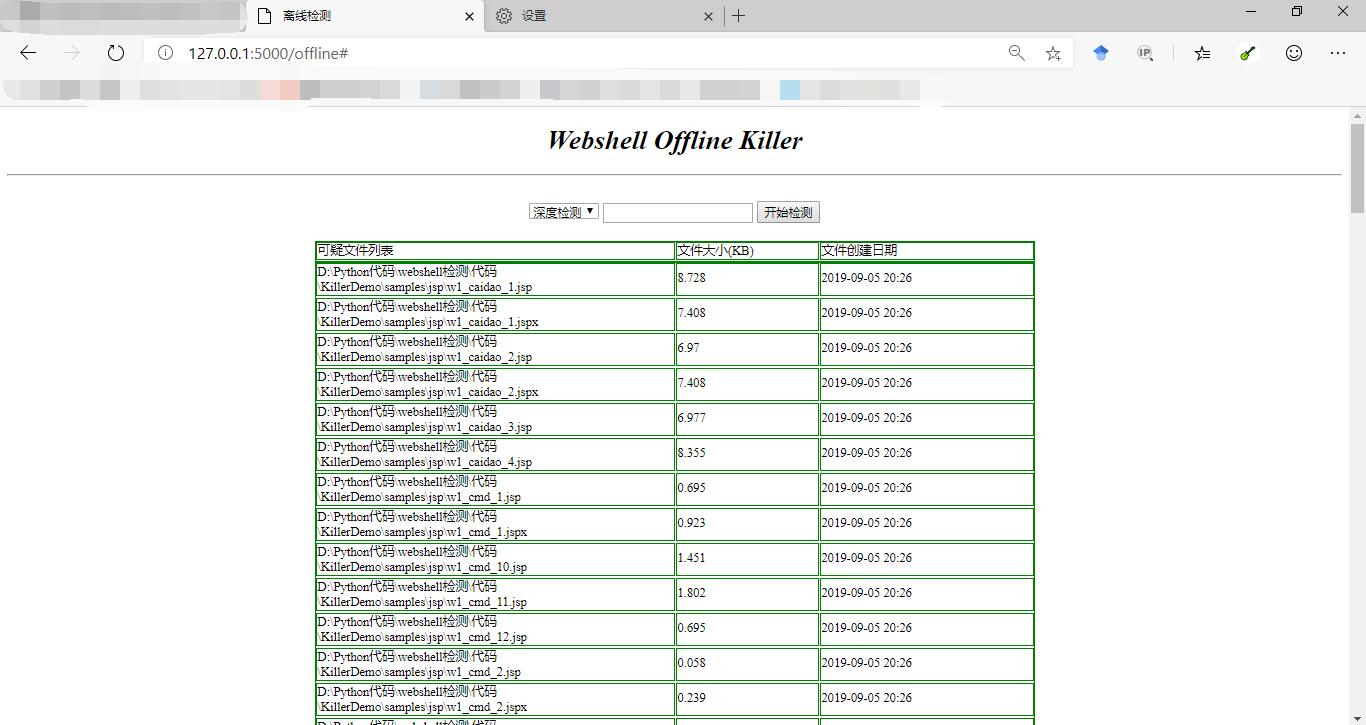 离线检测
设置
127.0.0.1:5000/offline#
IP
Webshell Offline Killer
深度检测
开始检测
可疑文件列表 文件大小(KB) 文件创建日期
D:\Python代码\webshell检测\代码
\KillerDemo\samples\jsp\w1_caidao_1.jsp 8.728 2019-09-05 20:26
D:\Python代码\webshell检测\代码
\KillerDemo\samples\jsp\w1_caidao_1.jspx 7.408 2019-09-05 20:26
D:\Python代码\webshell检测\代码
\KillerDemo\samples\jsp\w1_caidao_2.jsp 6.97 2019-09-05 20:26
D:\Python代码\webshell检测\代码
\KillerDemo\samples\jsp\w1_caidao_2.jspx 7.408 2019-09-05 20:26
D:\Python代码\webshell检测\代码
\KillerDemo\samples\jsp\w1_caidao_3.jsp 6.977 2019-09-05 20:26
D:\Python代码\webshell检测\代码
\KillerDemo\samples\jsp\w1_caidao_4.jsp 8.355 2019-09-05 20:26
D:\Python代码\webshell检测\代码
\KillerDemo\samples\jsp\w1_cmd_1.jsp 0.695 2019-09-05 20:26
D:\Python代码\webshell检测\代码
\KillerDemo\samples\jsp\w1_cmd_1.jspx 0.923 2019-09-05 20:26
D:\Python代码\webshell检测\代码
\KillerDemo\samples\jsp\w1_cmd_10.jsp 1.451 2019-09-05 20:26
D:\Python代码\webshell检测\代码
\KillerDemo\samples\jsp\w1_cmd_11.jsp 1.802 2019-09-05 20:26
D:\Python代码\webshell检测\代码
\KillerDemo\samples\jsp\w1_cmd_12.jsp 0.695 2019-09-05 20:26
D:\Python代码\webshell检测\代码
\KillerDemo\samples\jsp\w1_cmd_2.jsp 0.058 2019-09-05 20:26
D:\Python代码\webshell检测\代码
\KillerDemo\samples\jsp\w1_cmd_2.jspx 0.239 2019-09-05 20:26